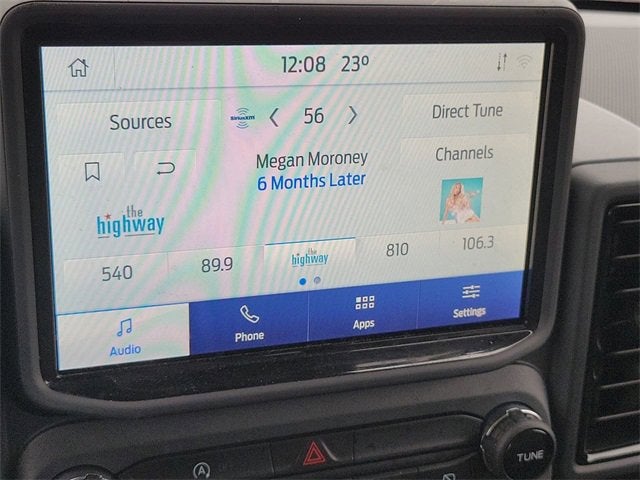 12:08 23°
Sources
SiriusXM
56
Direct Tune
Megan Moroney
6 Months Later
Channels
the
highway
540
89.9
the
highway
810
106.3
Audio
Phone
Apps
Settings
A
TUNE